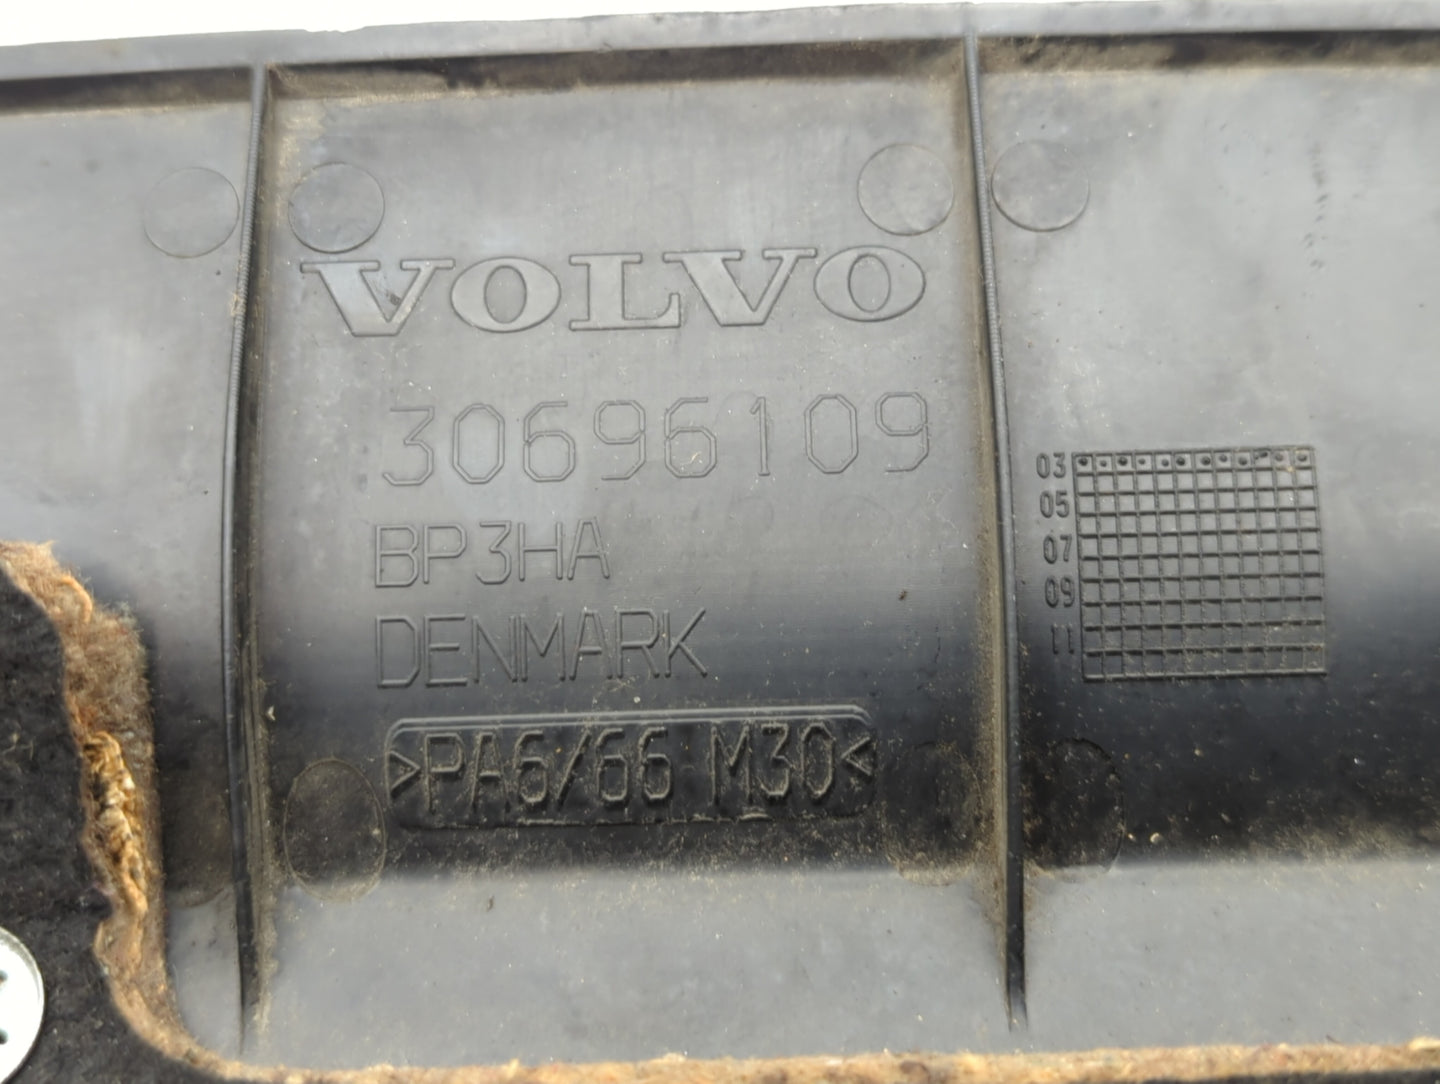 VOLVO
30696109
BP3HA
DENMARK
>PA6/66 M30<
03
05
07
09
11